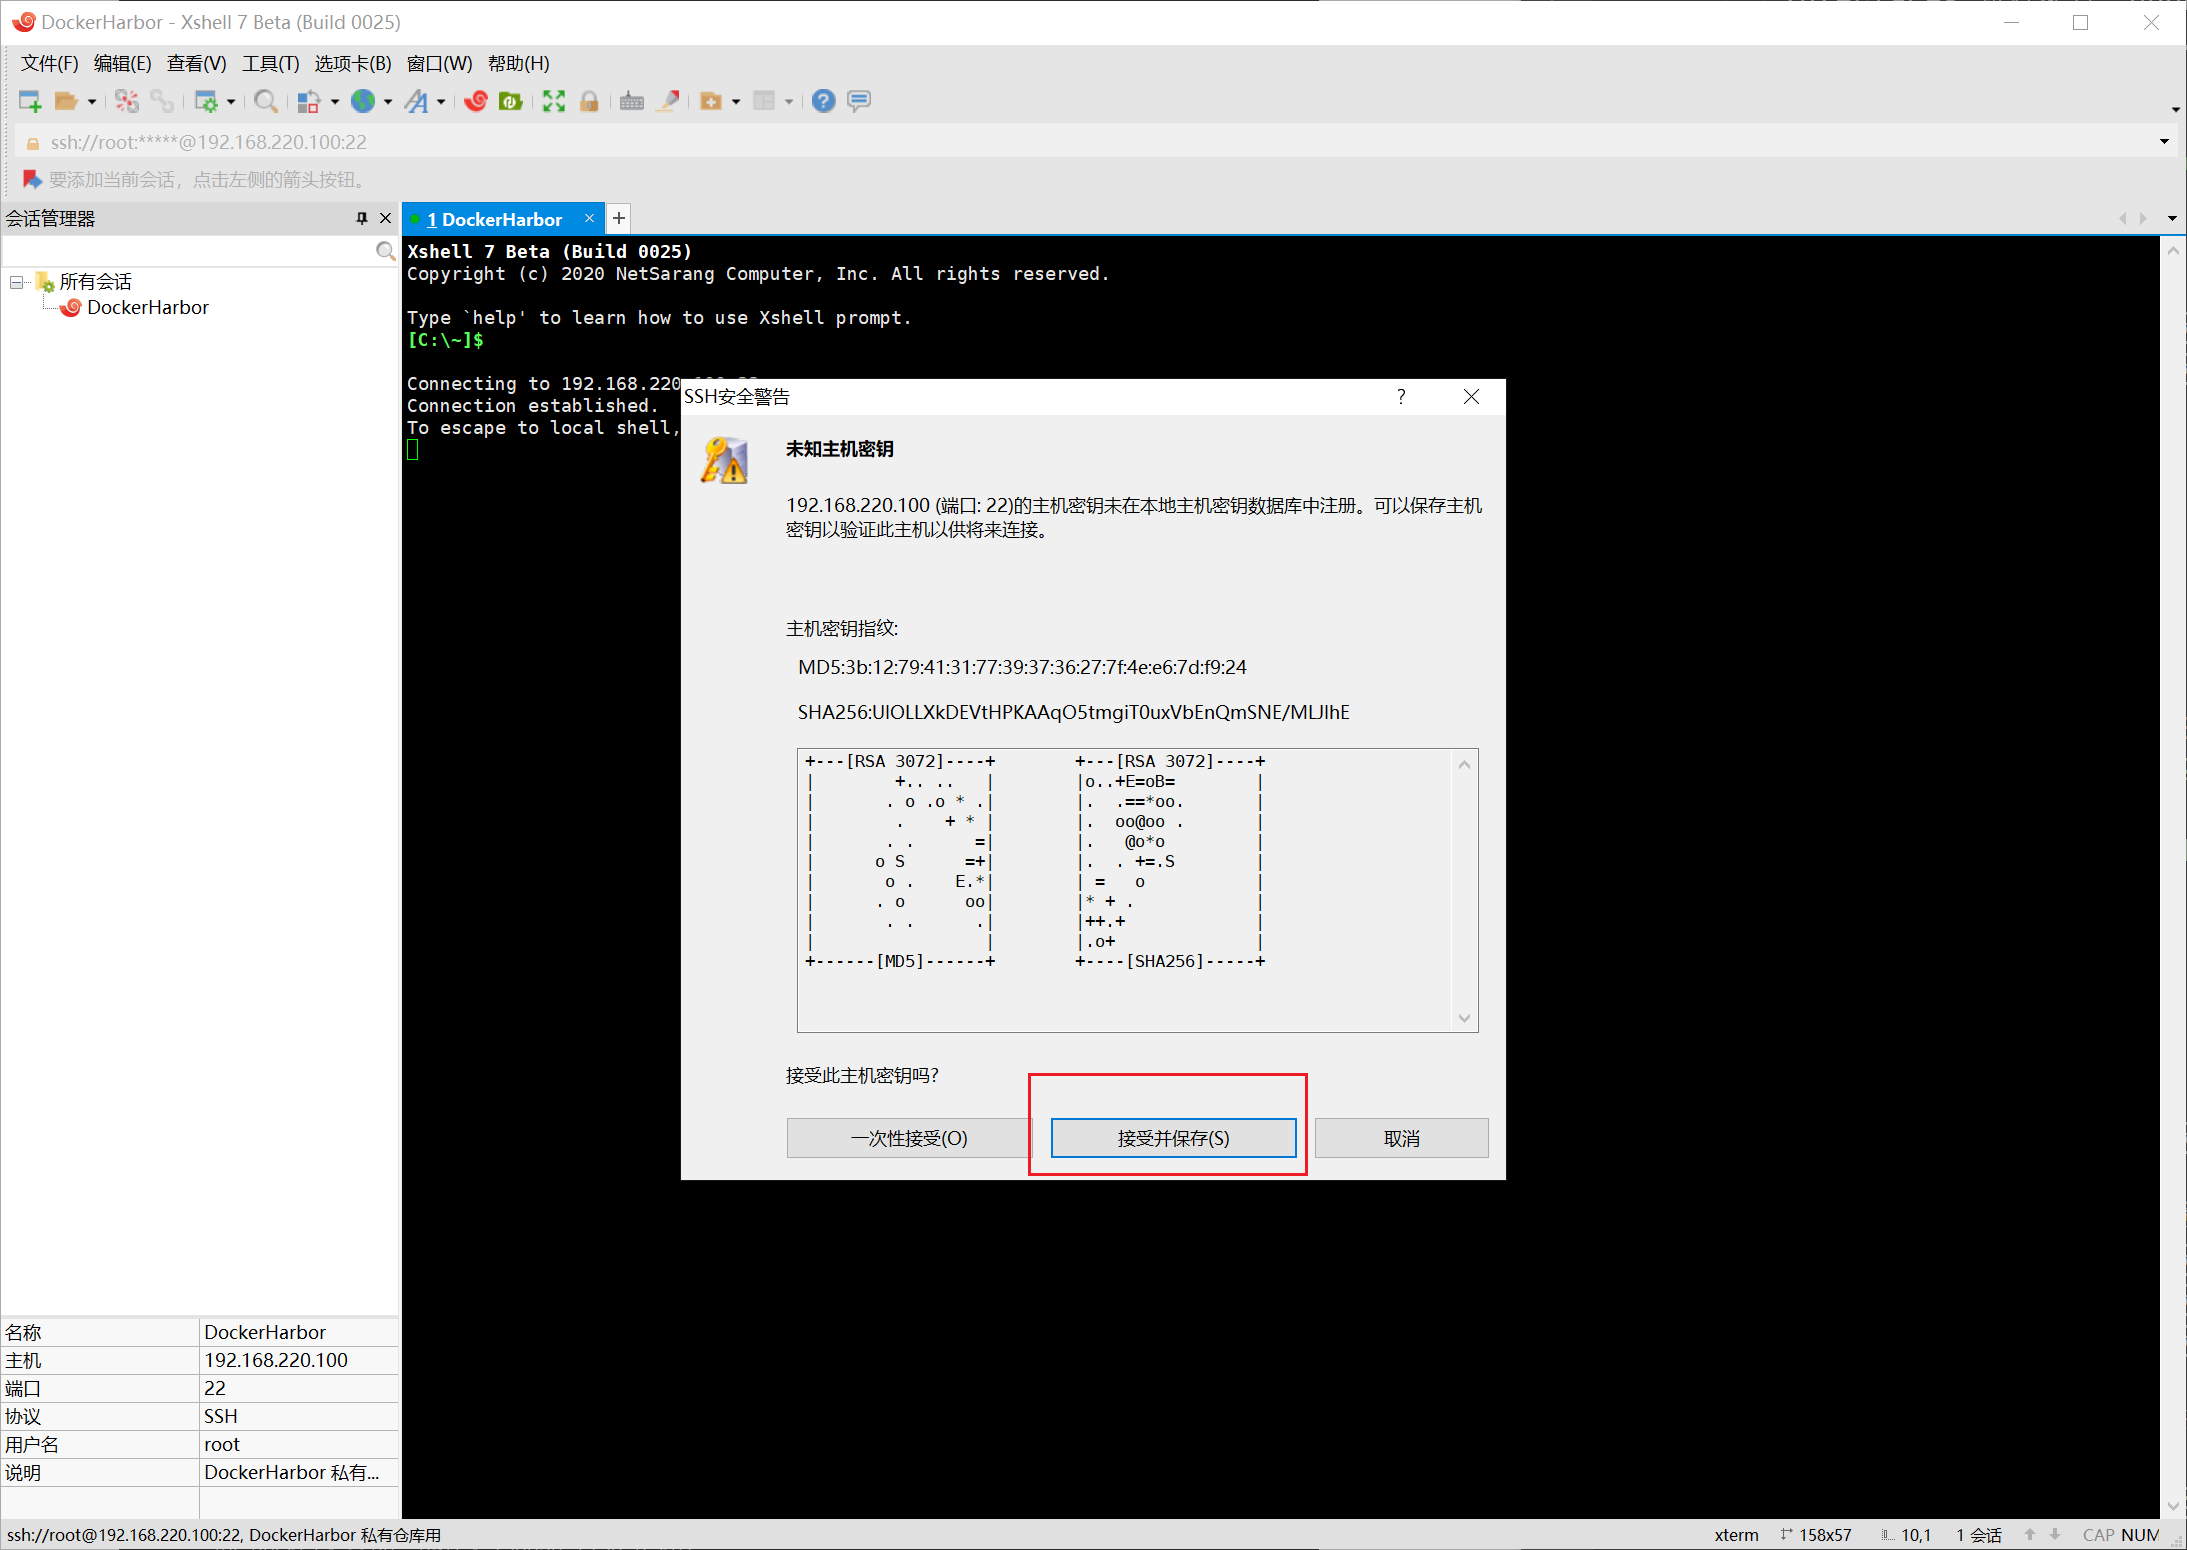 DockerHarbor - Xshell 7 Beta (Build 0025)
文件(F) 编辑(E) 查看(V) 工具(T) 选项卡(B) 窗口(W) 帮助(H)
ssh://root:*****@192.168.220.100:22
要添加当前会话，点击左侧的箭头按钮。
会话管理器
1 DockerHarbor
所有会话
DockerHarbor
Xshell 7 Beta (Build 0025)
Copyright (c) 2020 NetSarang Computer, Inc. All rights reserved.
Type `help' to learn how to use Xshell prompt.
[C:\~]$
Connecting to 192.168.220
Connection established.
To escape to local shell,
SSH安全警告
未知主机密钥
192.168.220.100 (端口: 22)的主机密钥未在本地主机密钥数据库中注册。可以保存主机
密钥以验证此主机以供将来连接。
主机密钥指纹:
MD5:3b:12:79:41:31:77:39:37:36:27:7f:4e:e6:7d:f9:24
SHA256:UIOLLXkDEVtHPKAAqO5tmgiT0uxVbEnQmSNE/MLJIhE
+---[RSA 3072]----+        +---[RSA 3072]----+
|        +.. ..   |        |o..+E=oB=        |
|       . o .o * .|        |.  .==*oo.       |
|        .    + * |        |.  oo@oo .       |
|       . .      =|        |.   @o*o         |
|      o S      =+|        |.  . +=.S        |
|       o .    E.*|        | =   o           |
|      . o      oo|        |* + .            |
|       . .      .|        |++.+             |
|                 |        |.o+              |
+------[MD5]------+        +----[SHA256]-----+
接受此主机密钥吗?
一次性接受(O) 接受并保存(S) 取消
名称 DockerHarbor
主机 192.168.220.100
端口 22
协议 SSH
用户名 root
说明 DockerHarbor 私有...
ssh://root@192.168.220.100:22, DockerHarbor 私有仓库用
xterm 158x57 10,1 1 会话 CAP NUM